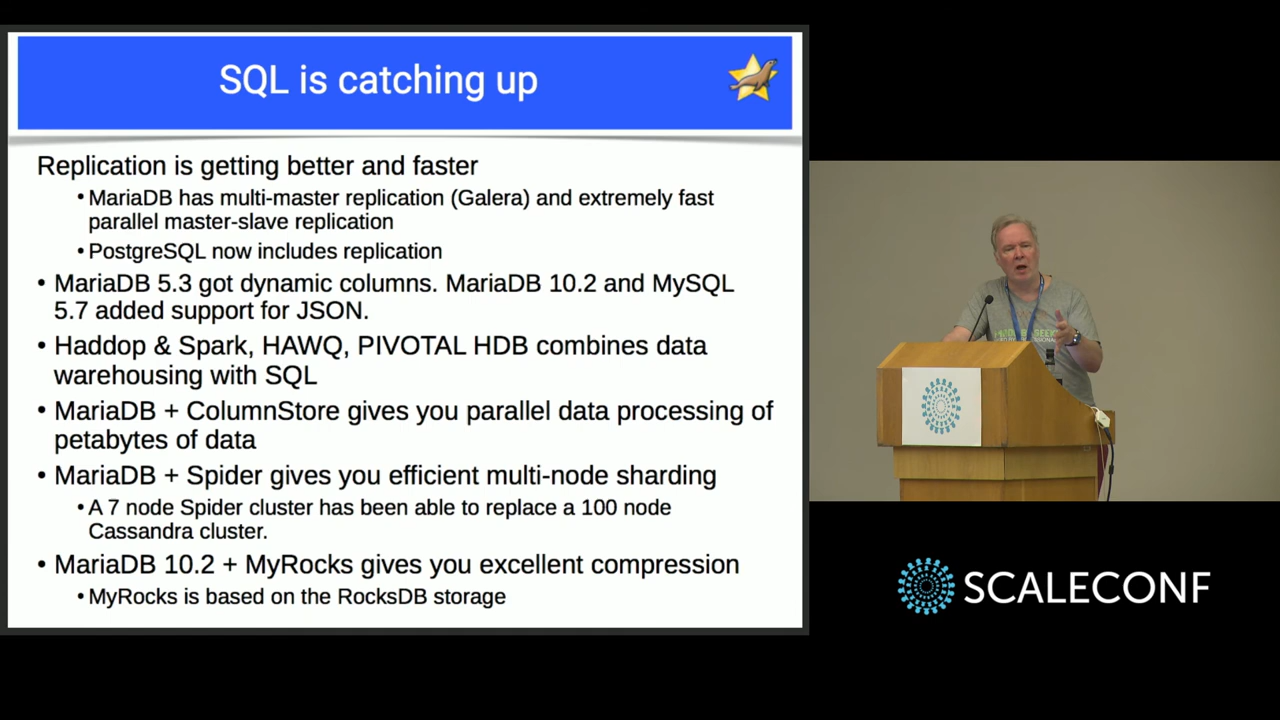 SQL is catching up
Replication is getting better and faster
• MariaDB has multi-master replication (Galera) and extremely fast
parallel master-slave replication
• PostgreSQL now includes replication
• MariaDB 5.3 got dynamic columns. MariaDB 10.2 and MySQL
5.7 added support for JSON.
• Haddop & Spark, HAWQ, PIVOTAL HDB combines data
warehousing with SQL
• MariaDB + ColumnStore gives you parallel data processing of
petabytes of data
• MariaDB + Spider gives you efficient multi-node sharding
• A 7 node Spider cluster has been able to replace a 100 node
Cassandra cluster.
• MariaDB 10.2 + MyRocks gives you excellent compression
• MyRocks is based on the RocksDB storage
SCALECONF